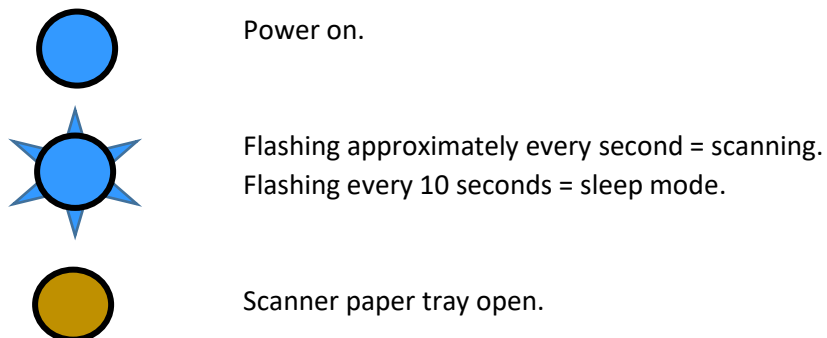 Power on.
Flashing approximately every second = scanning.
Flashing every 10 seconds = sleep mode.
Scanner paper tray open.